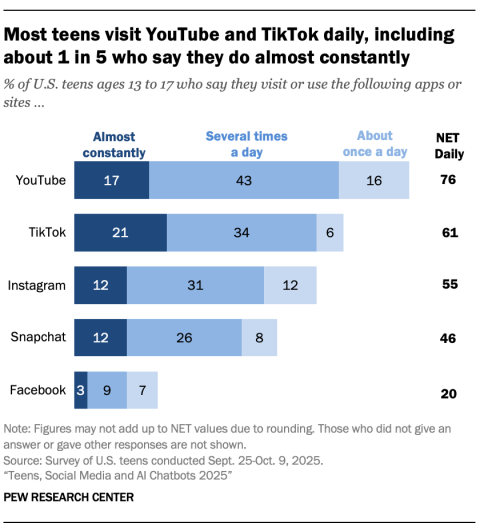 Most teens visit YouTube and TikTok daily, including
about 1 in 5 who say they do almost constantly
% of U.S. teens ages 13 to 17 who say they visit or use the following apps or
sites …
Almost constantly
Several times a day
About once a day
NET Daily
YouTube 17 43 16 76
TikTok 21 34 6 61
Instagram 12 31 12 55
Snapchat 12 26 8 46
Facebook 3 9 7 20
Note: Figures may not add up to NET values due to rounding. Those who did not give an
answer or gave other responses are not shown.
Source: Survey of U.S. teens conducted Sept. 25-Oct. 9, 2025.
“Teens, Social Media and AI Chatbots 2025”
PEW RESEARCH CENTER